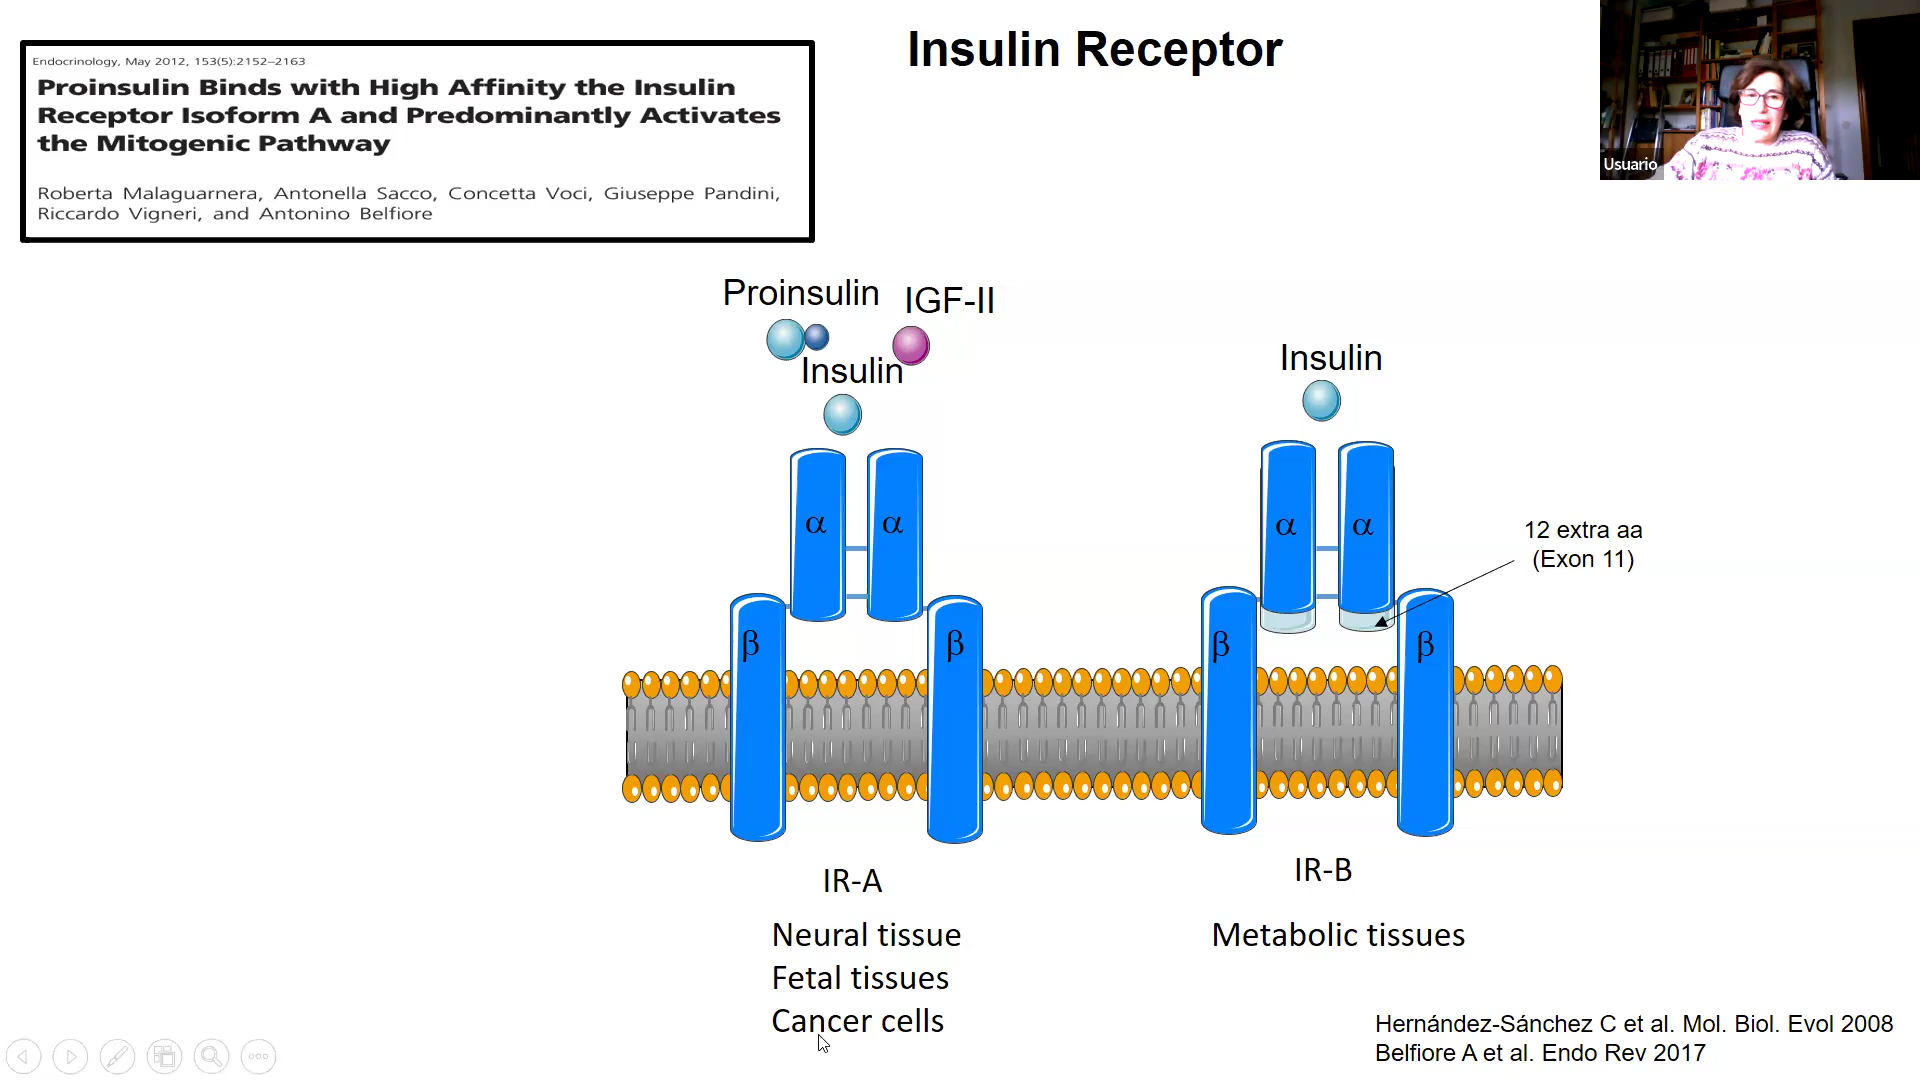 Insulin Receptor
Endocrinology, May 2012, 153(5):2152–2163
Proinsulin Binds with High Affinity the Insulin
Receptor Isoform A and Predominantly Activates
the Mitogenic Pathway
Roberta Malaguarnera, Antonella Sacco, Concetta Voci, Giuseppe Pandini,
Riccardo Vigneri, and Antonino Belfiore
Usuario
Proinsulin
IGF-II
Insulin
Insulin
α
α
β
β
α
α
β
β
12 extra aa
(Exon 11)
IR-A
Neural tissue
Fetal tissues
Cancer cells
IR-B
Metabolic tissues
Hernández-Sánchez C et al. Mol. Biol. Evol 2008
Belfiore A et al. Endo Rev 2017